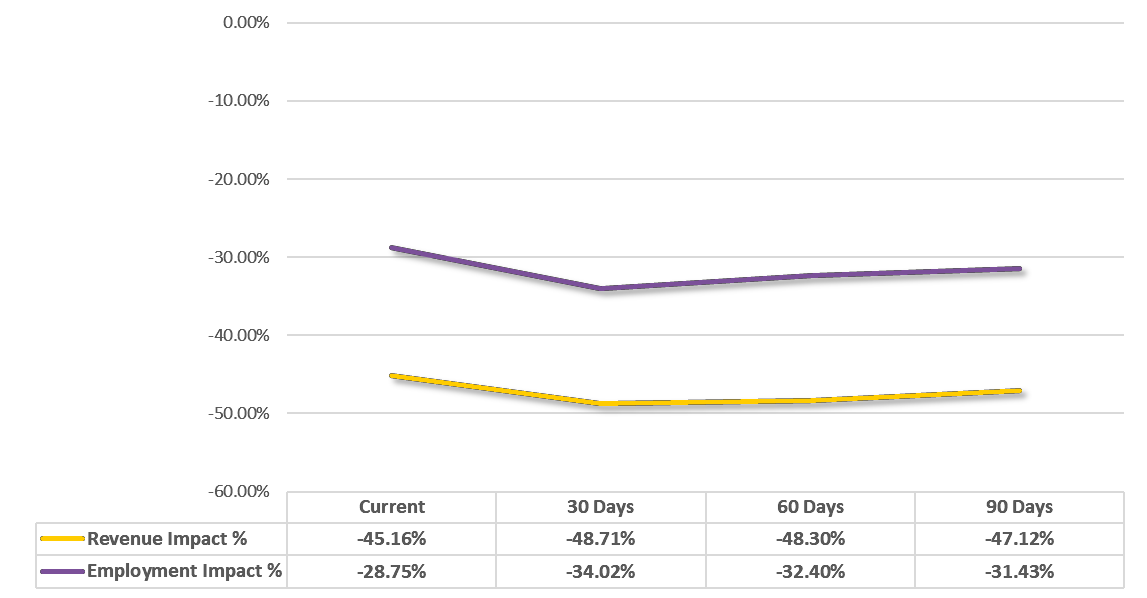 0.00%
-10.00%
-20.00%
-30.00%
-40.00%
-50.00%
-60.00%
Current 30 Days 60 Days 90 Days
Revenue Impact % -45.16% -48.71% -48.30% -47.12%
Employment Impact % -28.75% -34.02% -32.40% -31.43%